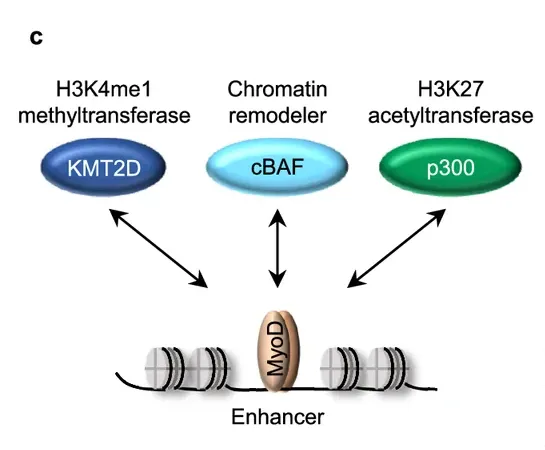 c
H3K4me1
methyltransferase
Chromatin
remodeler
H3K27
acetyltransferase
KMT2D
cBAF
p300
MyoD
Enhancer